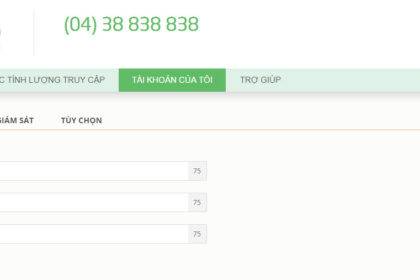 (04) 38 838 838
C TÍNH LƯỢNG TRUY CẬP TÀI KHOẢN CỦA TÔI TRỢ GIÚP
GIÁM SÁT TÙY CHỌN
75
75
75